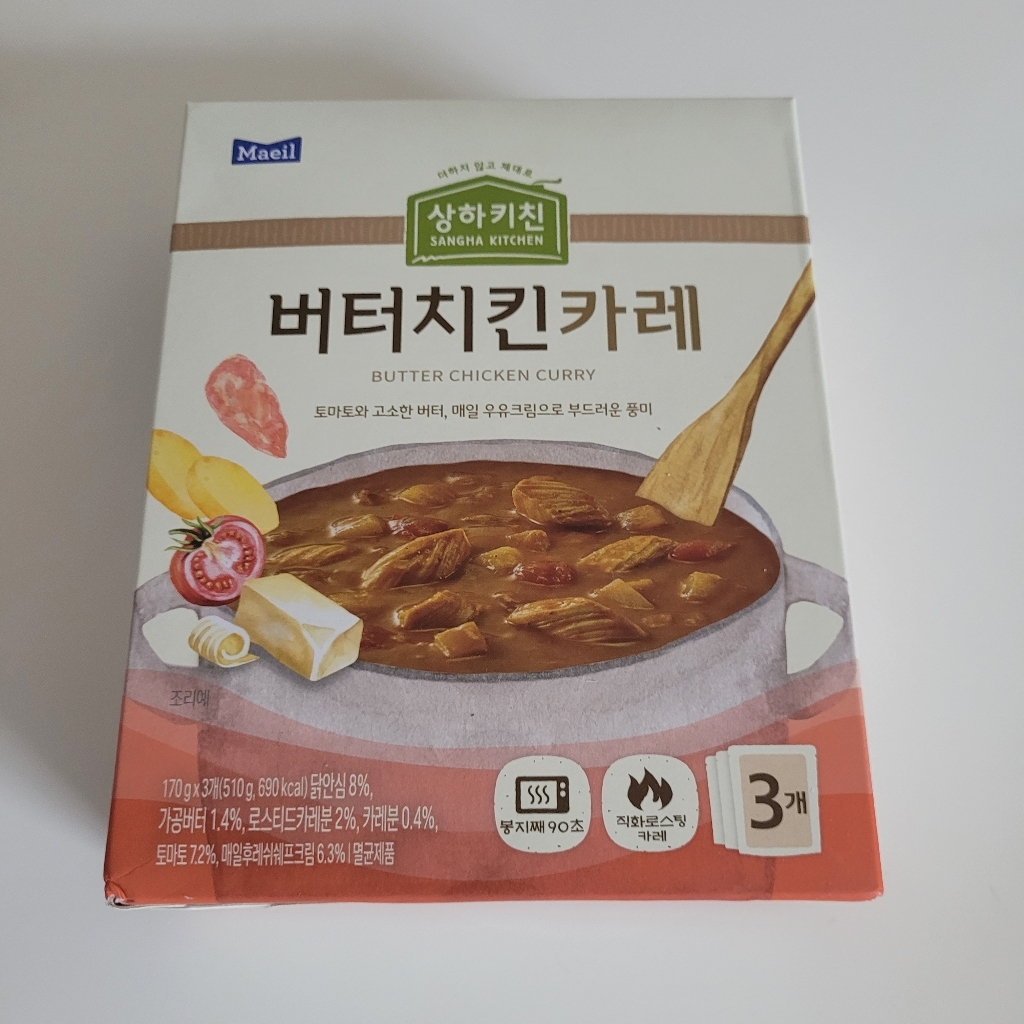 Maeil
더하지 않고 제대로
상하키친
SANGHA KITCHEN
버터치킨카레
BUTTER CHICKEN CURRY
토마토와 고소한 버터, 매일 우유크림으로 부드러운 풍미
조리예
170 g x 3개(510 g, 690 kcal) 닭안심 8%,
가공버터 1.4%, 로스티드카레분 2%, 카레분 0.4%,
토마토 7.2%, 매일후레쉬쉐프크림 6.3% | 멸균제품
봉지째 90초
직화로스팅
카레
3개